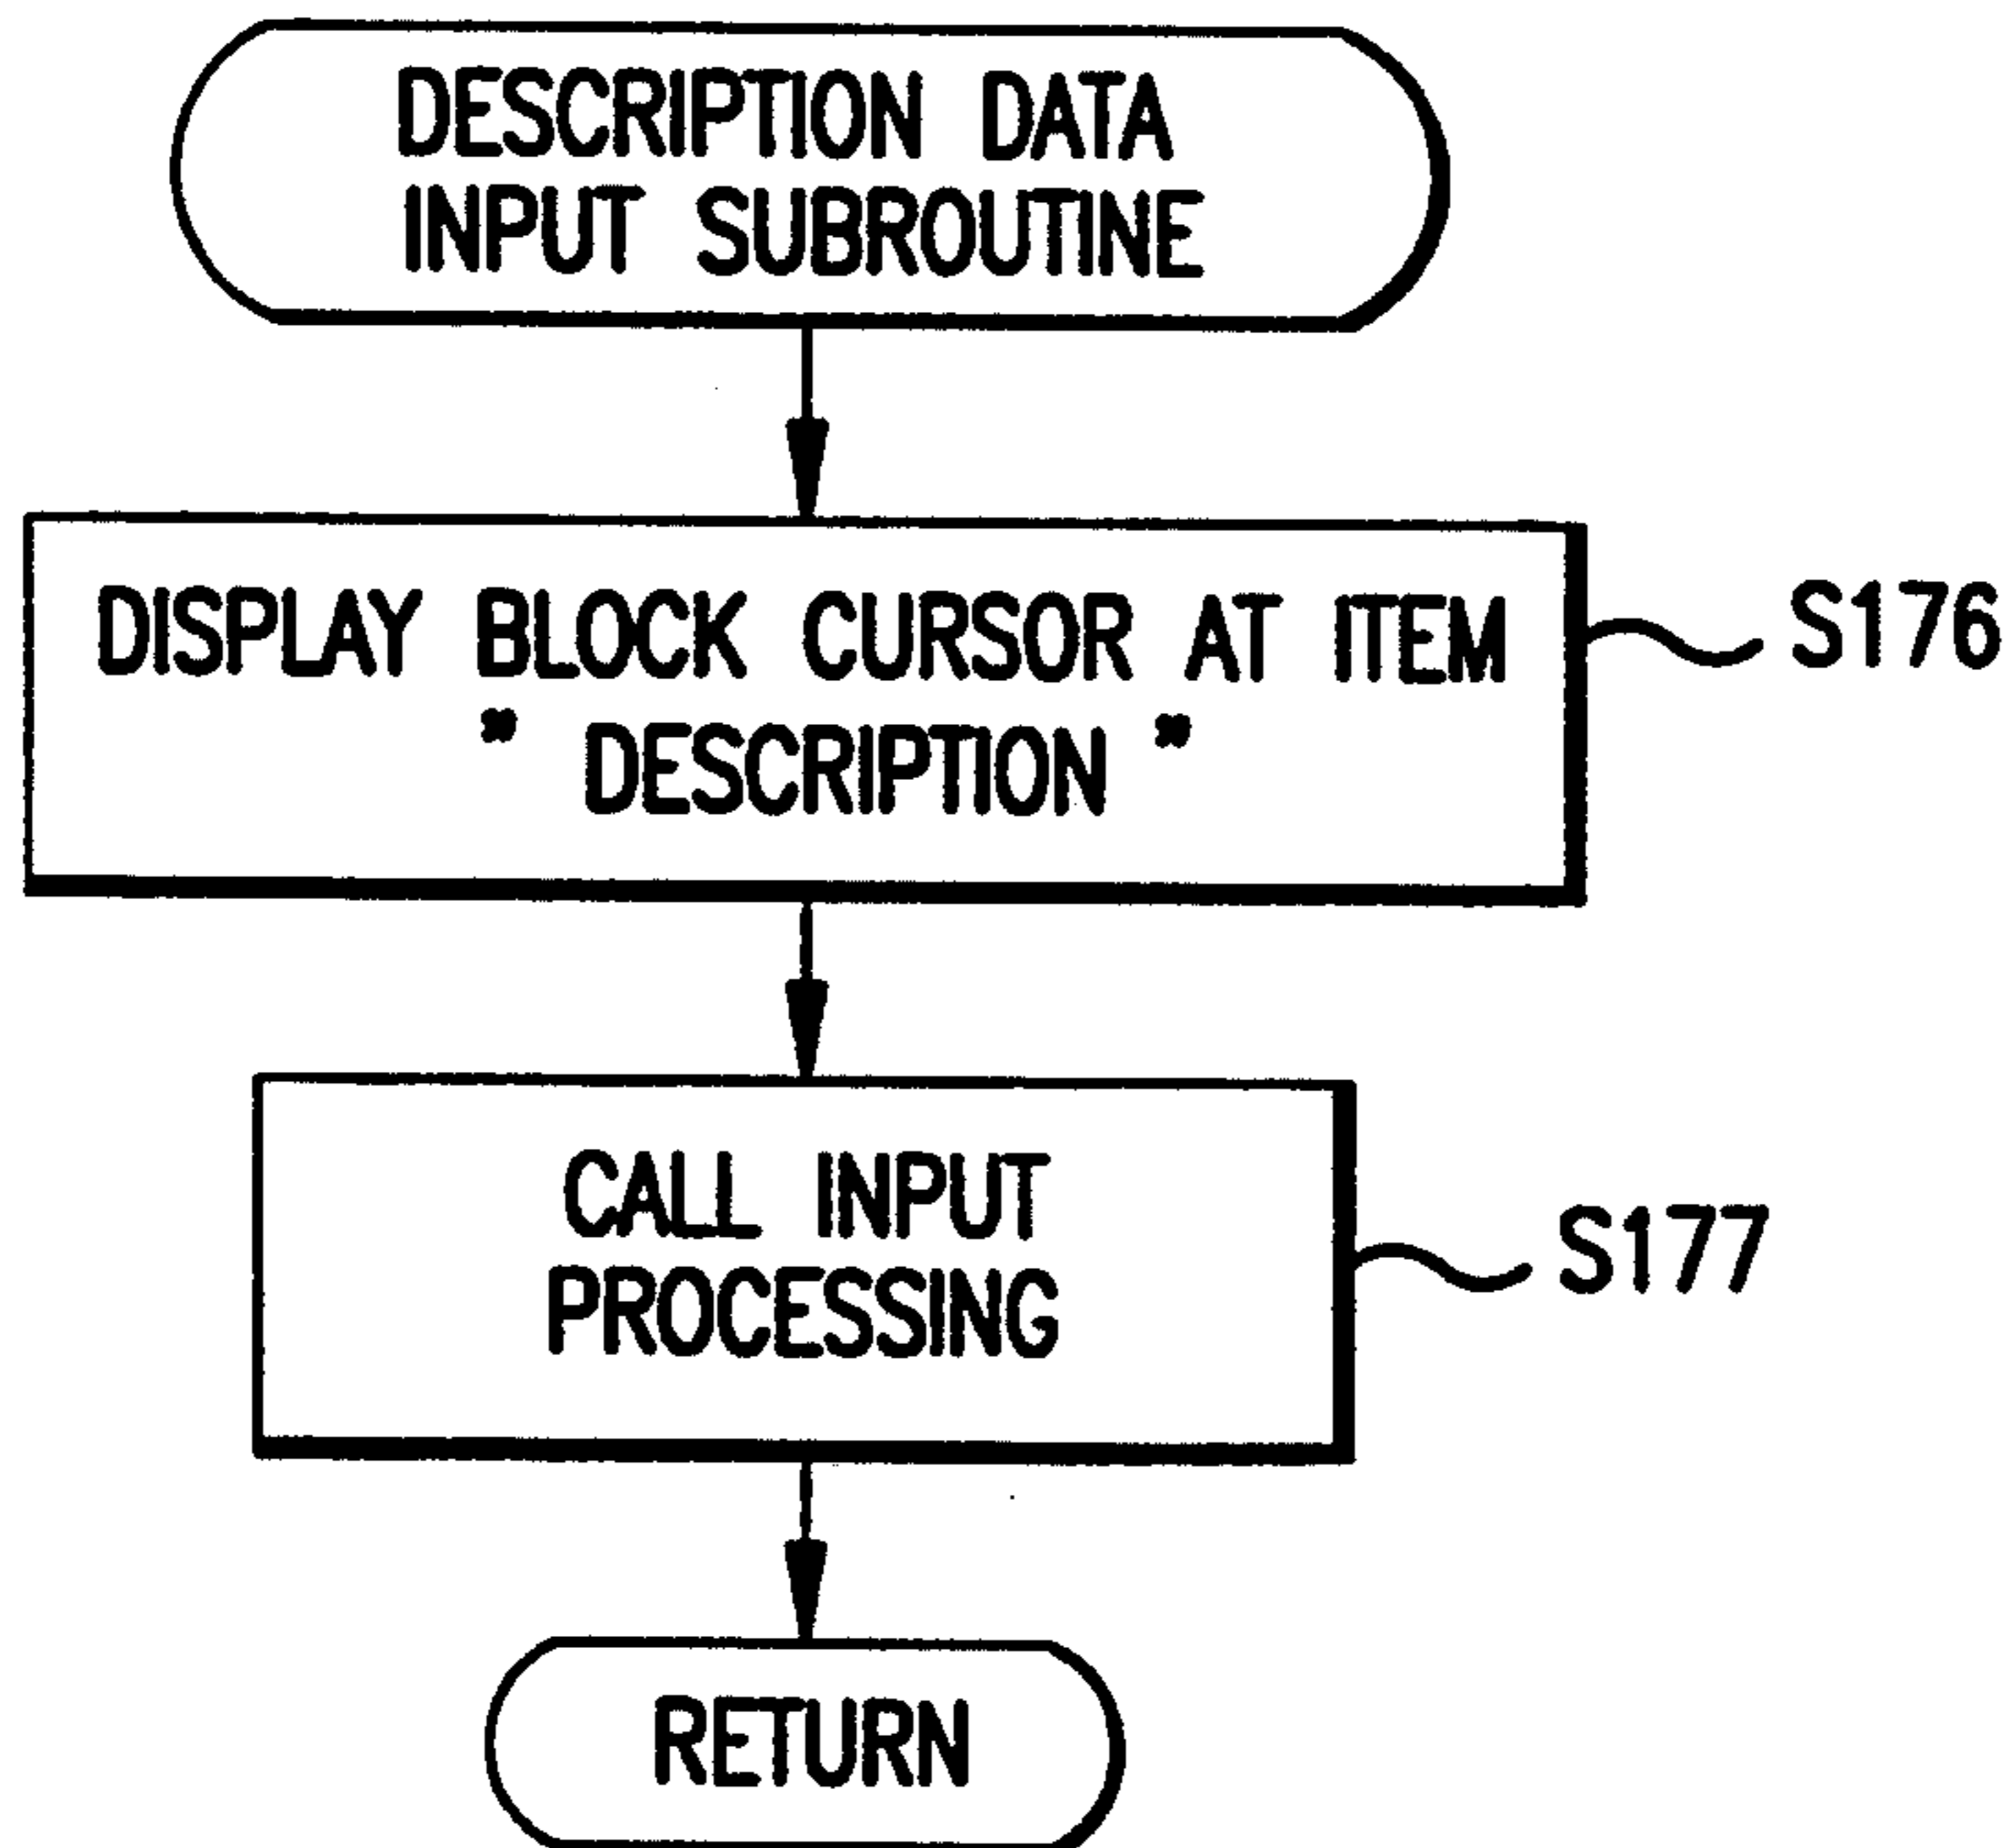 DESCRIPTION DATA
INPUT SUBROUTINE
DISPLAY BLOCK CURSOR AT ITEM
" DESCRIPTION "
S176
CALL INPUT
PROCESSING
S177
RETURN